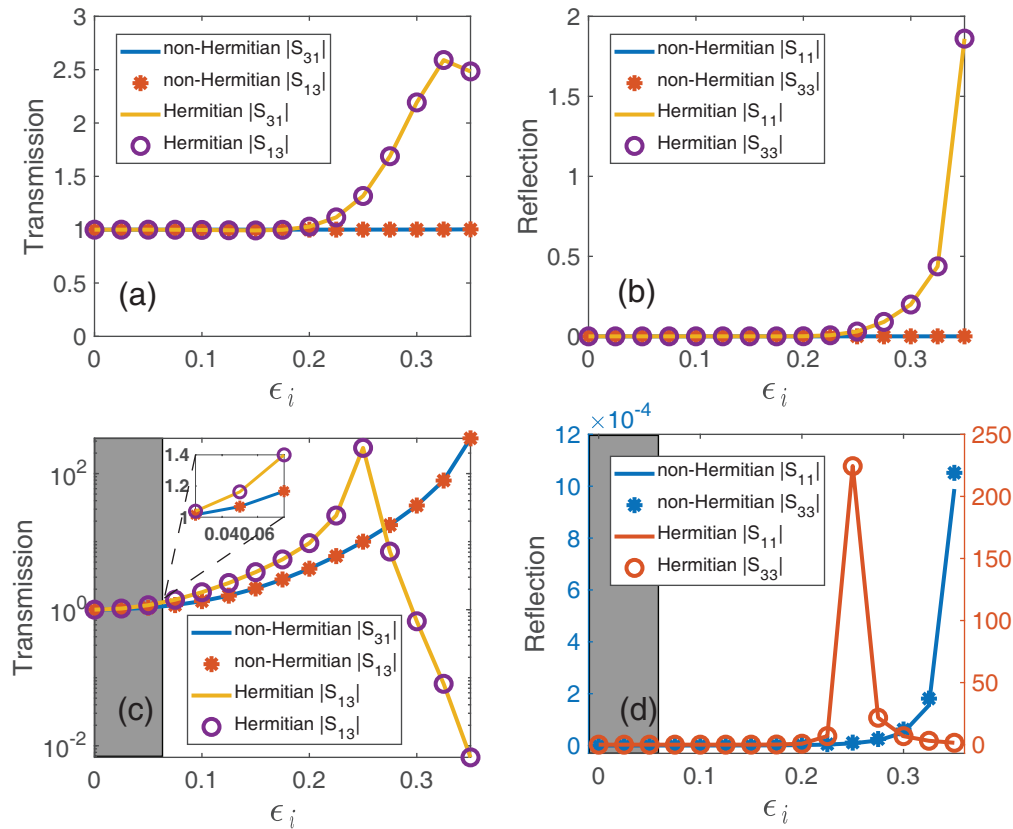 3
2.5
2
1.5
1
0.5
0
Transmission
non-Hermitian |S31|
non-Hermitian |S13|
Hermitian |S31|
Hermitian |S13|
(a)
0 0.1 0.2 0.3
ϵi
2
1.5
1
0.5
0
Reflection
non-Hermitian |S11|
non-Hermitian |S33|
Hermitian |S11|
Hermitian |S33|
(b)
0 0.1 0.2 0.3
ϵi
10^2
10^0
10^-2
Transmission
1.4
1.2
1
0.04 0.06
non-Hermitian |S31|
non-Hermitian |S13|
Hermitian |S13|
Hermitian |S13|
(c)
0 0.1 0.2 0.3
ϵi
×10^-4
12
10
8
6
4
2
0
Reflection
non-Hermitian |S11|
non-Hermitian |S33|
Hermitian |S11|
Hermitian |S33|
(d)
250
200
150
100
50
0
0 0.1 0.2 0.3
ϵi